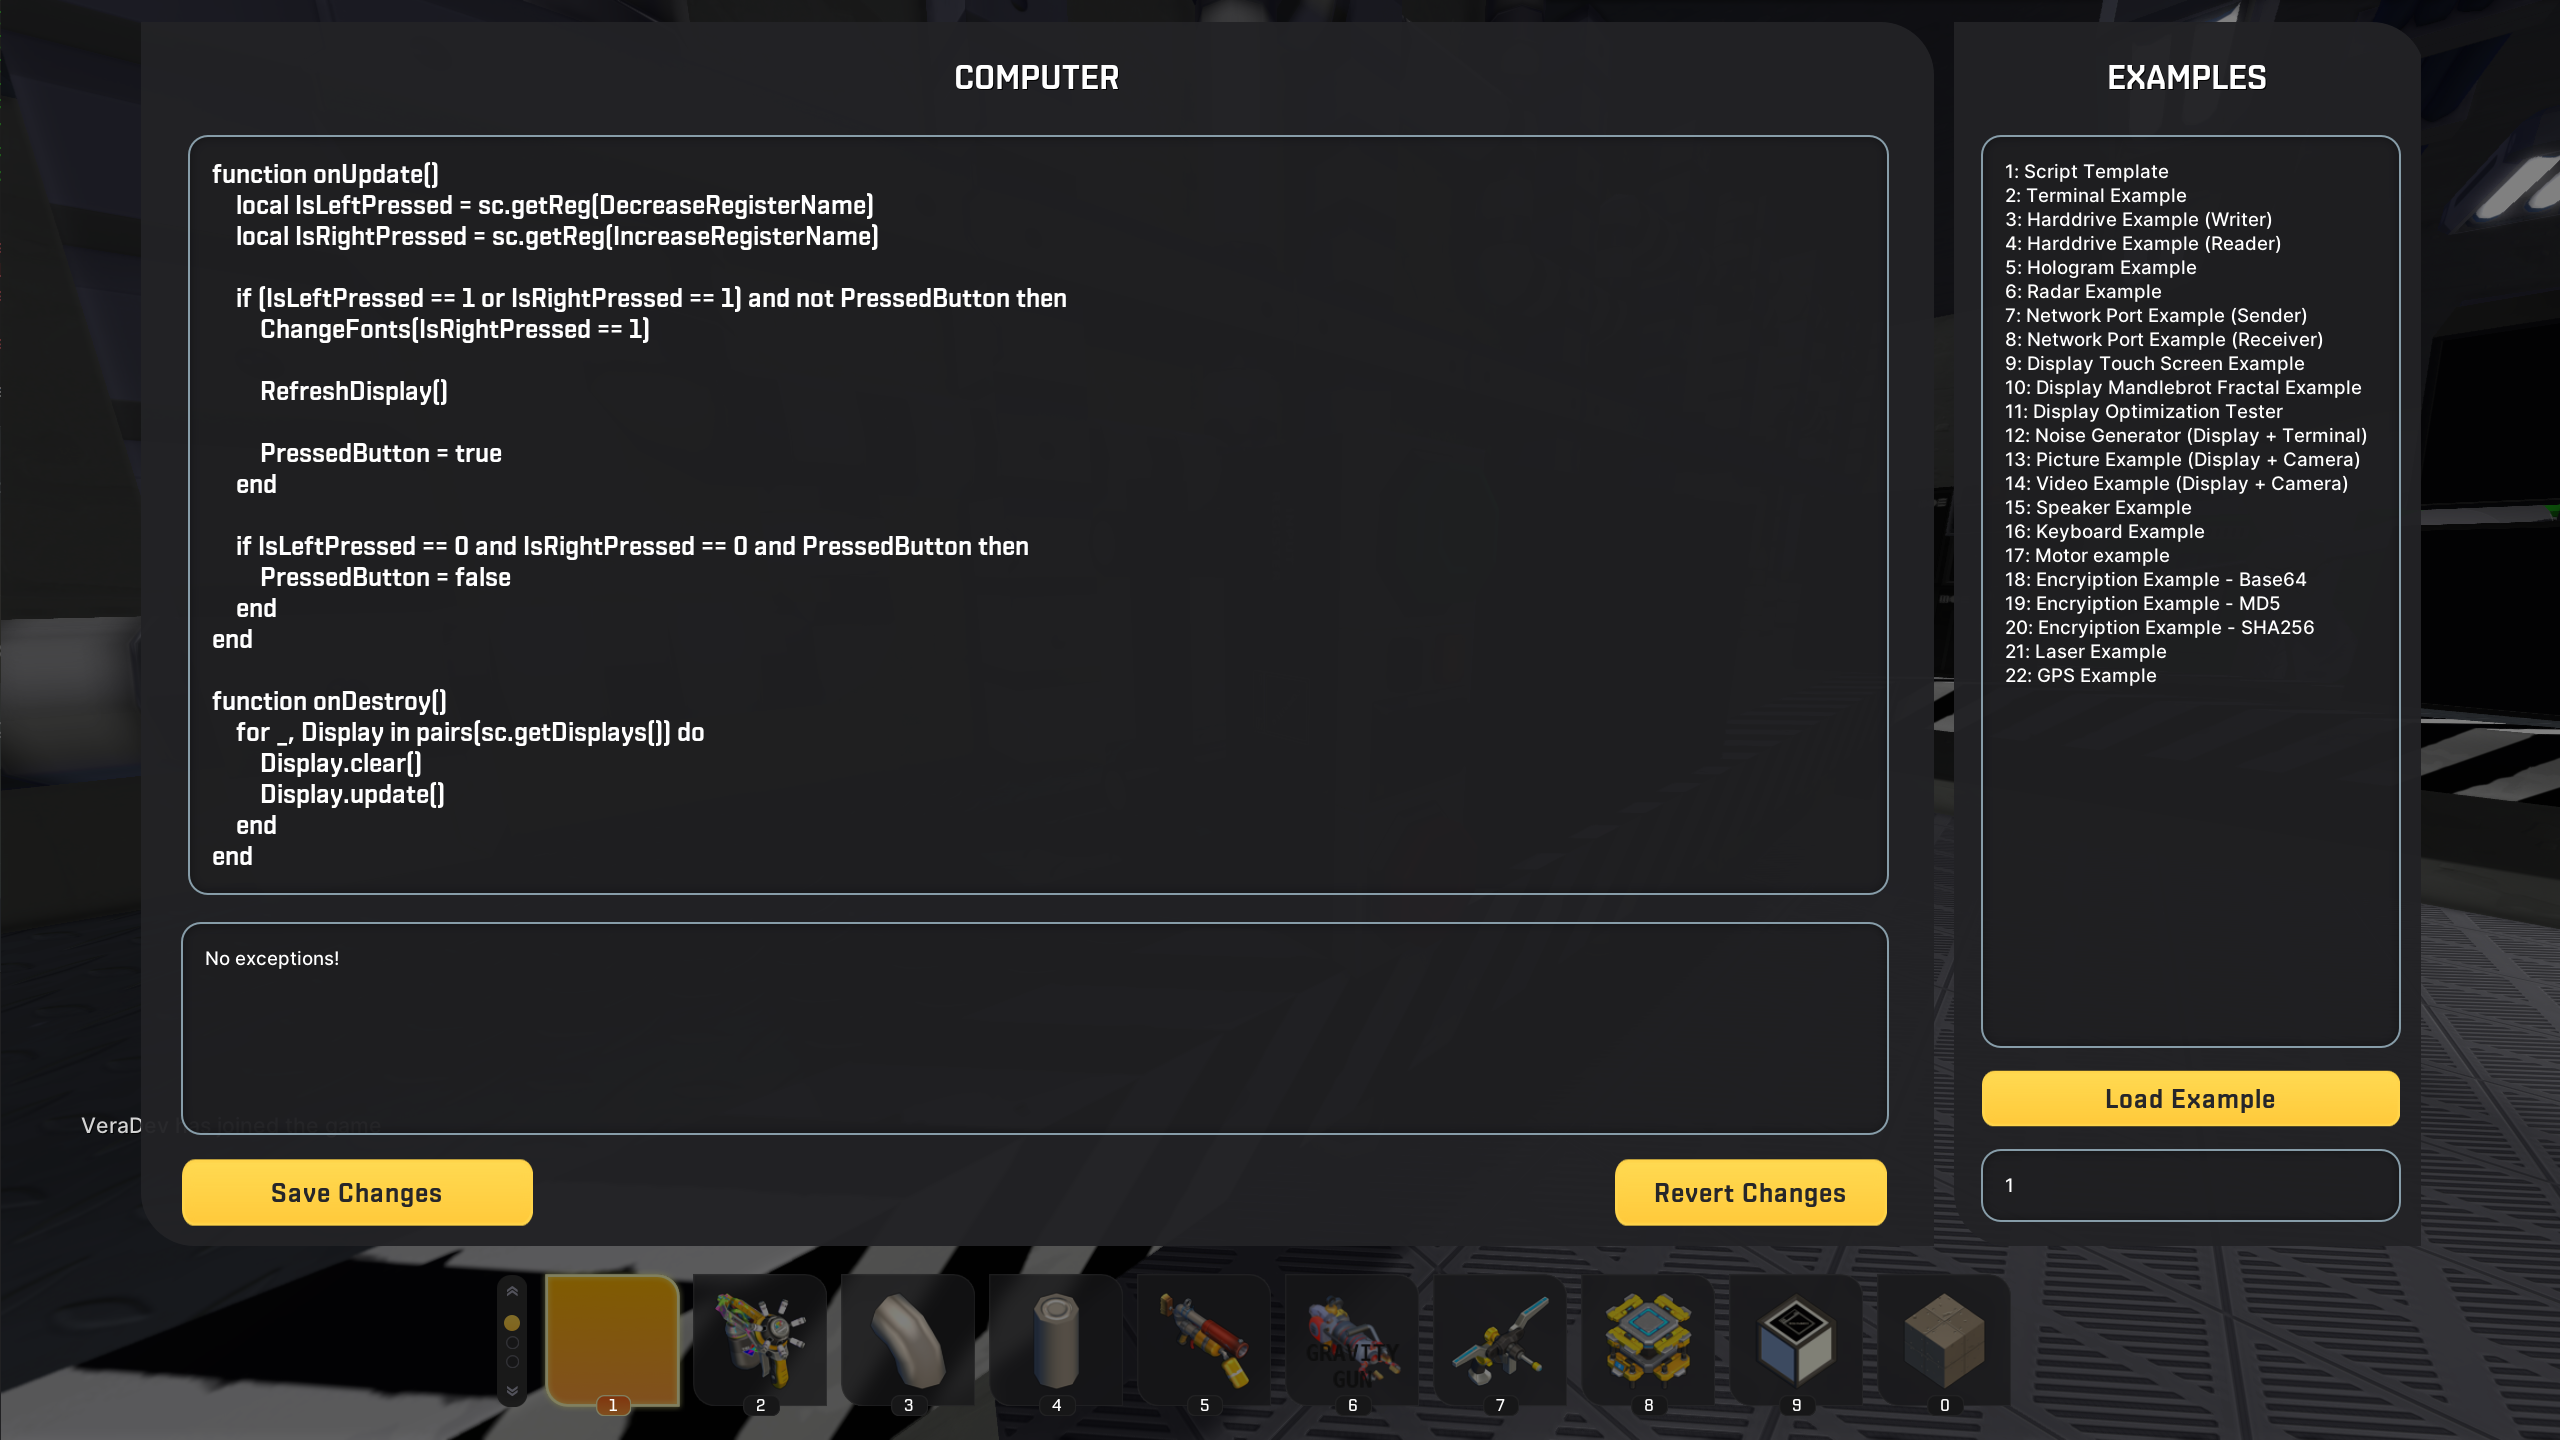 COMPUTER
function onUpdate()
    local IsLeftPressed = sc.getReg(DecreaseRegisterName)
    local IsRightPressed = sc.getReg(IncreaseRegisterName)
    if (IsLeftPressed == 1 or IsRightPressed == 1) and not PressedButton then
        ChangeFonts(IsRightPressed == 1)
        RefreshDisplay()
        PressedButton = true
    end
    if IsLeftPressed == 0 and IsRightPressed == 0 and PressedButton then
        PressedButton = false
    end
end
function onDestroy()
    for _, Display in pairs(sc.getDisplays()) do
        Display.clear()
        Display.update()
    end
end
No exceptions!
VeraDev has joined the game
Save Changes
Revert Changes
EXAMPLES
1: Script Template
2: Terminal Example
3: Harddrive Example (Writer)
4: Harddrive Example (Reader)
5: Hologram Example
6: Radar Example
7: Network Port Example (Sender)
8: Network Port Example (Receiver)
9: Display Touch Screen Example
10: Display Mandlebrot Fractal Example
11: Display Optimization Tester
12: Noise Generator (Display + Terminal)
13: Picture Example (Display + Camera)
14: Video Example (Display + Camera)
15: Speaker Example
16: Keyboard Example
17: Motor example
18: Encryiption Example - Base64
19: Encryiption Example - MD5
20: Encryiption Example - SHA256
21: Laser Example
22: GPS Example
Load Example
1
GRAVITY
GUN
1 2 3 4 5 6 7 8 9 0